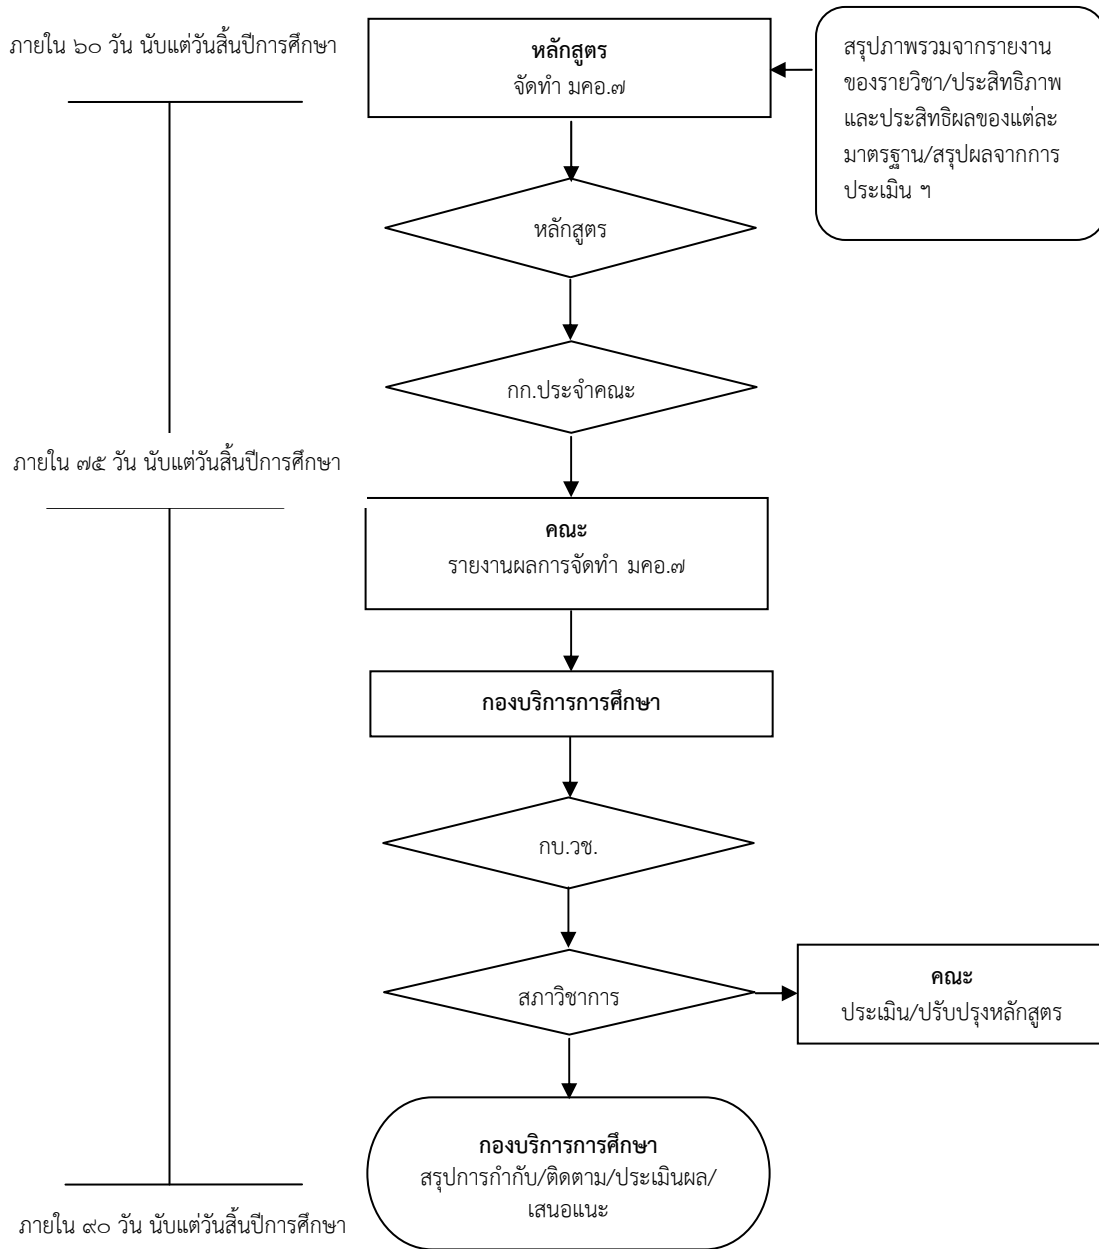 ภายใน ๖๐ วัน นับแต่วันสิ้นปีการศึกษา
หลักสูตร
จัดทำ มคอ.๗
สรุปภาพรวมจากรายงาน
ของรายวิชา/ประสิทธิภาพ
และประสิทธิผลของแต่ละ
มาตรฐาน/สรุปผลจากการ
ประเมิน ฯ
หลักสูตร
กก.ประจำคณะ
ภายใน ๗๕ วัน นับแต่วันสิ้นปีการศึกษา
คณะ
รายงานผลการจัดทำ มคอ.๗
กองบริการการศึกษา
กบ.วช.
สภาวิชาการ
คณะ
ประเมิน/ปรับปรุงหลักสูตร
กองบริการการศึกษา
สรุปการกำกับ/ติดตาม/ประเมินผล/
เสนอแนะ
ภายใน ๙๐ วัน นับแต่วันสิ้นปีการศึกษา